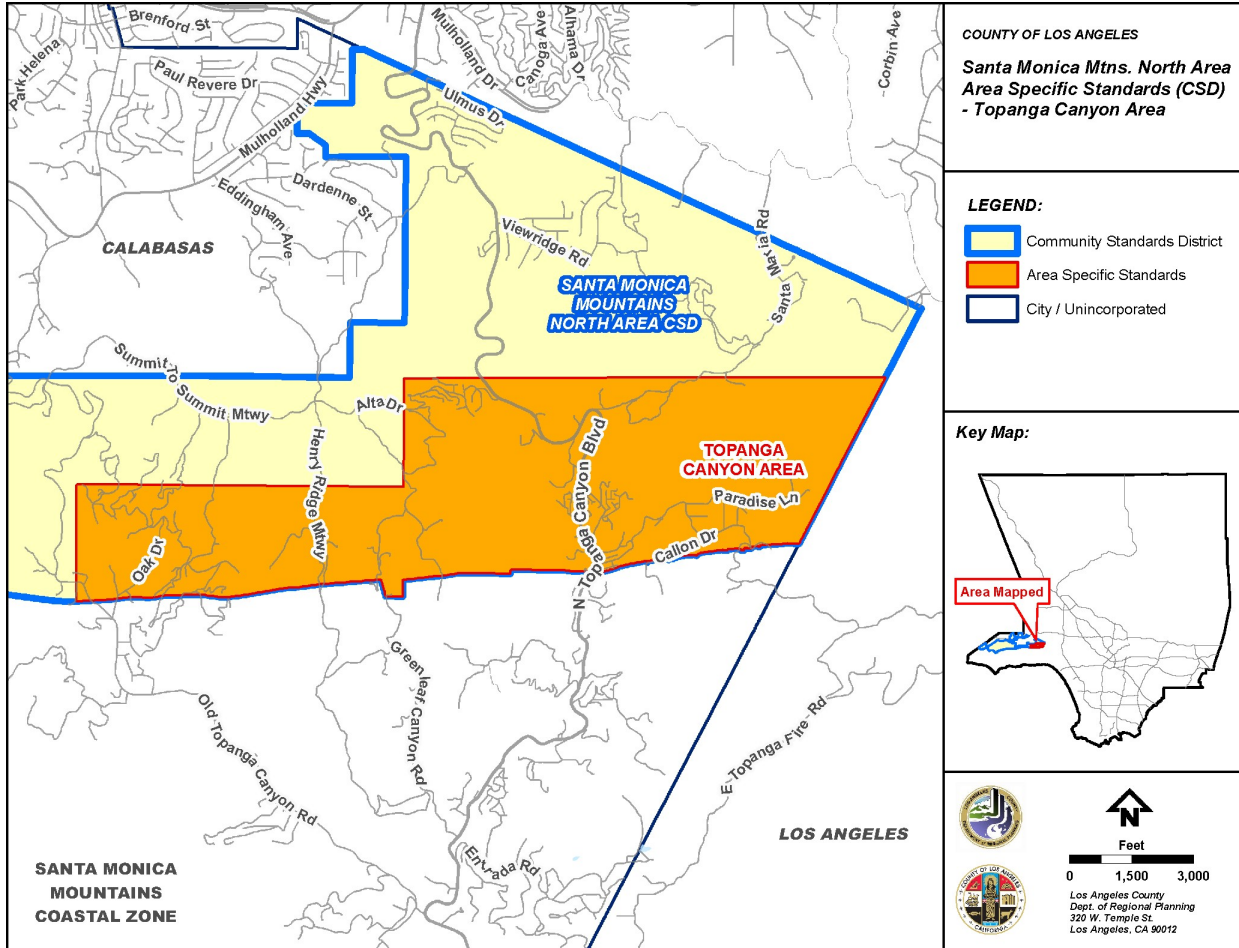 Brenford St
Park Helena
Paul Revere Dr
Mulholland Hwy
Mulholland Dr
Canoga Ave
Alhama Dr
Corbin Ave
Ulmus Dr
Eddingham Ave
Dardenne St
CALABASAS
Viewridge Rd
Santa Maria Rd
SANTA MONICA
MOUNTAINS
NORTH AREA CSD
Summit To Summit Mtwy
Alta Dr
Henry Ridge Mtwy
N Topanga Canyon Blvd
TOPANGA
CANYON AREA
Paradise Ln
Callon Dr
Oak Dr
Old Topanga Canyon Rd
Greenleaf Canyon Rd
E Topanga Fire Rd
Entrada Rd
LOS ANGELES
SANTA MONICA
MOUNTAINS
COASTAL ZONE
COUNTY OF LOS ANGELES
Santa Monica Mtns. North Area
Area Specific Standards (CSD)
- Topanga Canyon Area
LEGEND:
Community Standards District
Area Specific Standards
City / Unincorporated
Key Map:
Area Mapped
N
Feet
0 1,500 3,000
Los Angeles County
Dept. of Regional Planning
320 W. Temple St.
Los Angeles, CA 90012
COUNTY OF LOS ANGELES
CALIFORNIA